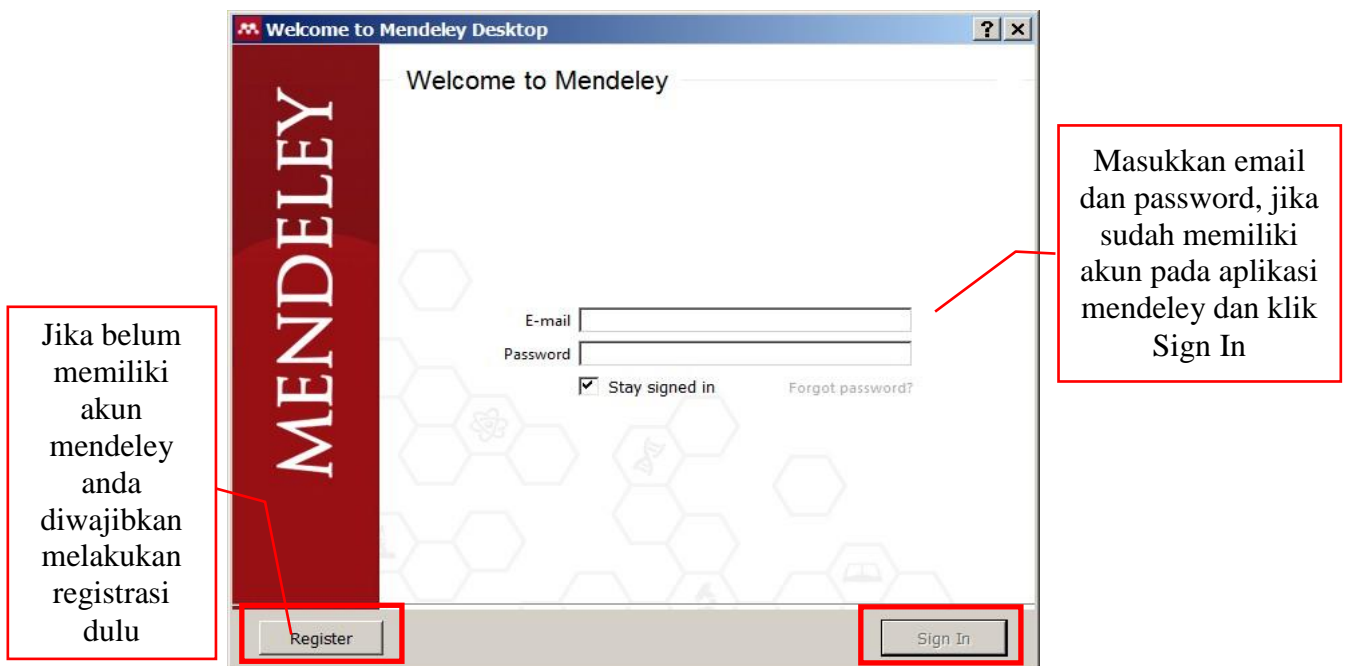 Welcome to Mendeley Desktop
? ×
Welcome to Mendeley
MENDELEY
E-mail
Password
Stay signed in
Forgot password?
Register
Sign In
Jika belum
memiliki
akun
mendeley
anda
diwajibkan
melakukan
registrasi
dulu
Masukkan email
dan password, jika
sudah memiliki
akun pada aplikasi
mendeley dan klik
Sign In